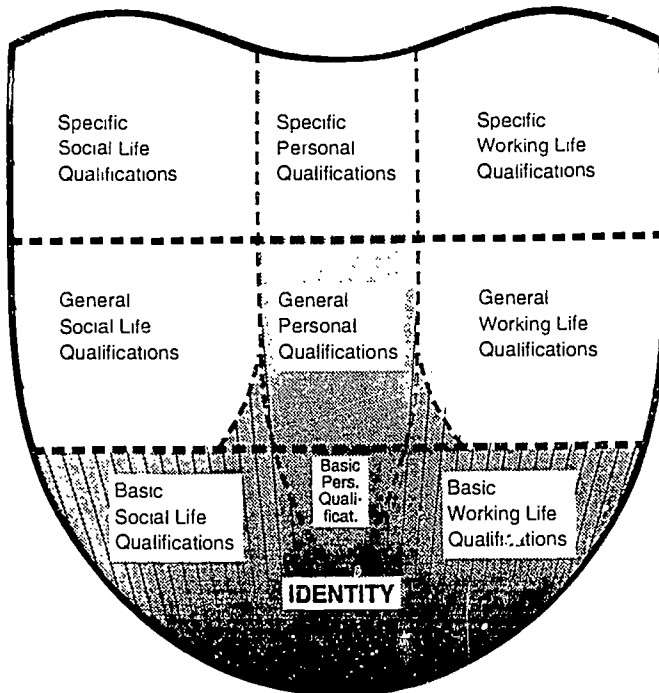 Specific
Social Life
Qualifications
Specific
Personal
Qualifications
Specific
Working Life
Qualifications
General
Social Life
Qualifications
General
Personal
Qualifications
General
Working Life
Qualifications
Basic
Social Life
Qualifications
Basic
Pers.
Quali-
ficat.
Basic
Working Life
Qualifications
IDENTITY